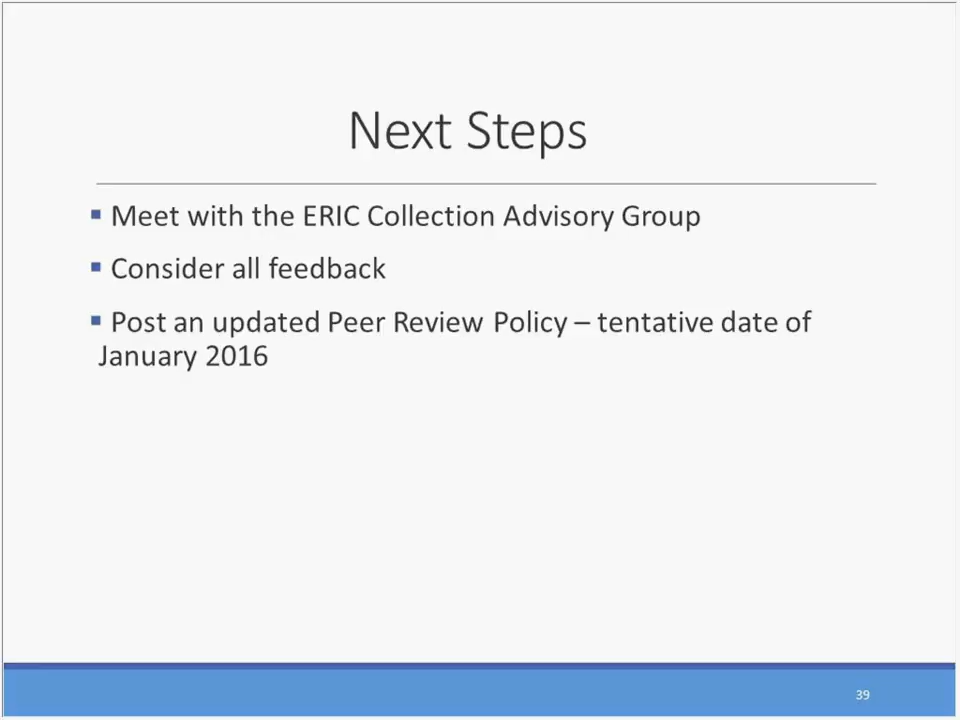 Next Steps
▪ Meet with the ERIC Collection Advisory Group
▪ Consider all feedback
▪ Post an updated Peer Review Policy – tentative date of
January 2016
39